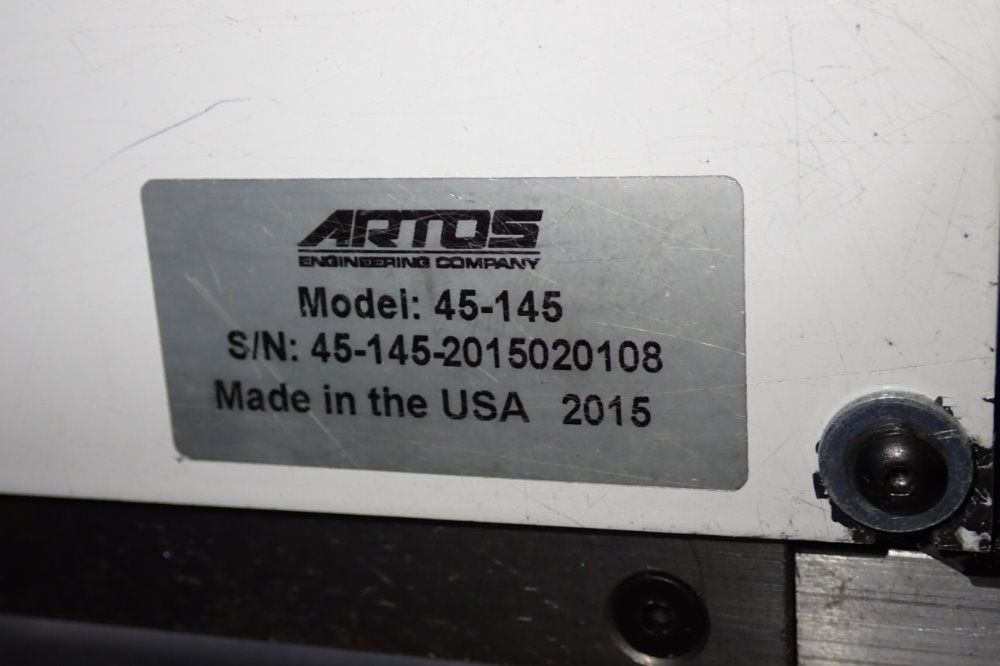 ARTOS
ENGINEERING COMPANY
Model: 45-145
S/N: 45-145-2015020108
Made in the USA 2015